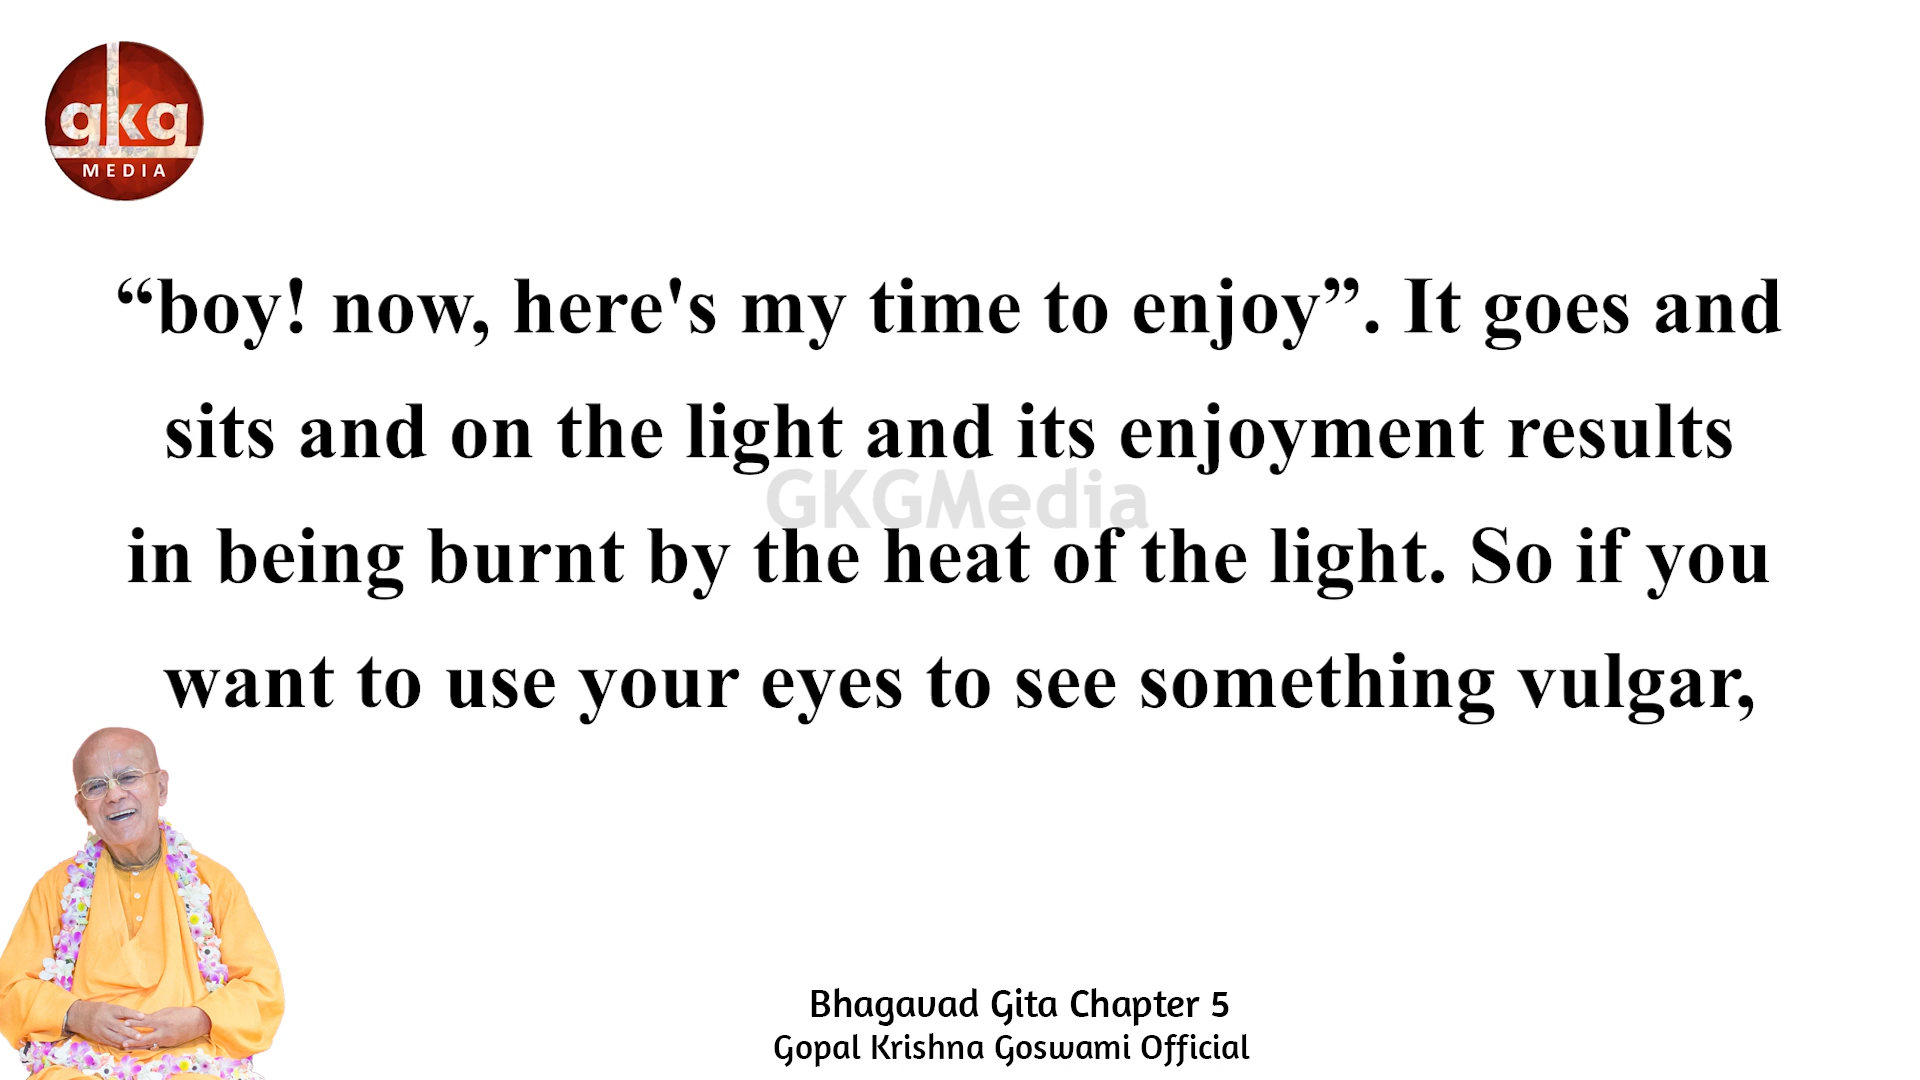 gkg
MEDIA
“boy! now, here's my time to enjoy”. It goes and
sits and on the light and its enjoyment results
GKGMedia
in being burnt by the heat of the light. So if you
want to use your eyes to see something vulgar,
Bhagavad Gita Chapter 5
Gopal Krishna Goswami Official